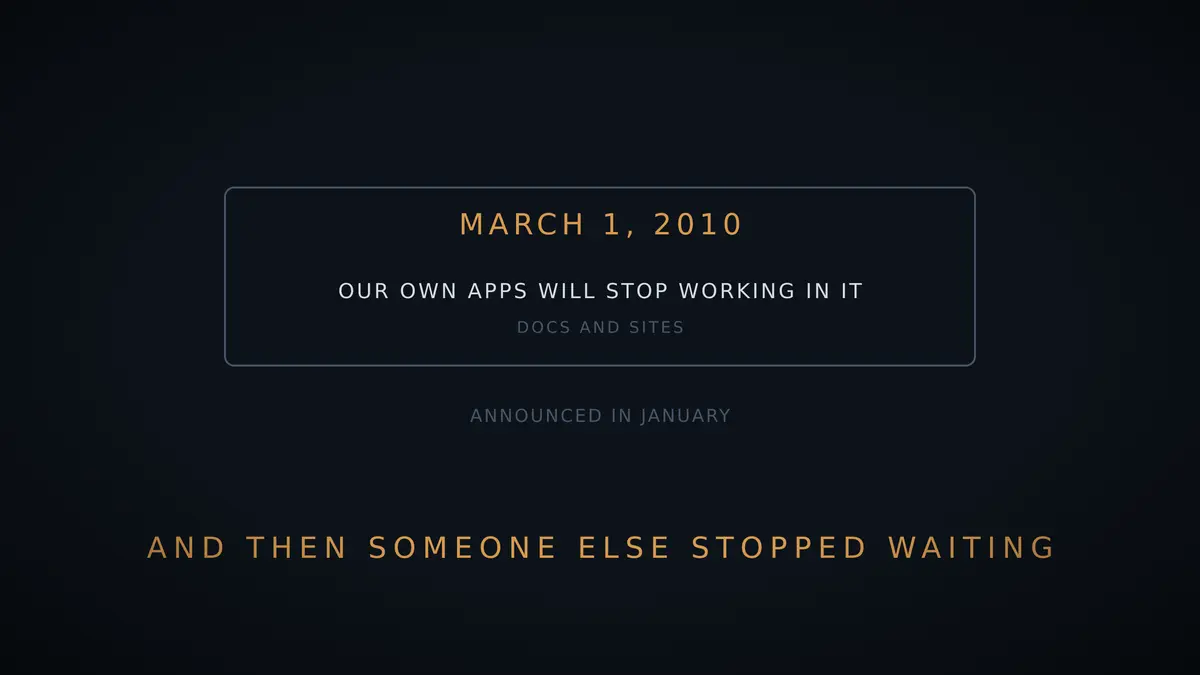 MARCH 1, 2010
OUR OWN APPS WILL STOP WORKING IN IT
DOCS AND SITES
ANNOUNCED IN JANUARY
AND THEN SOMEONE ELSE STOPPED WAITING